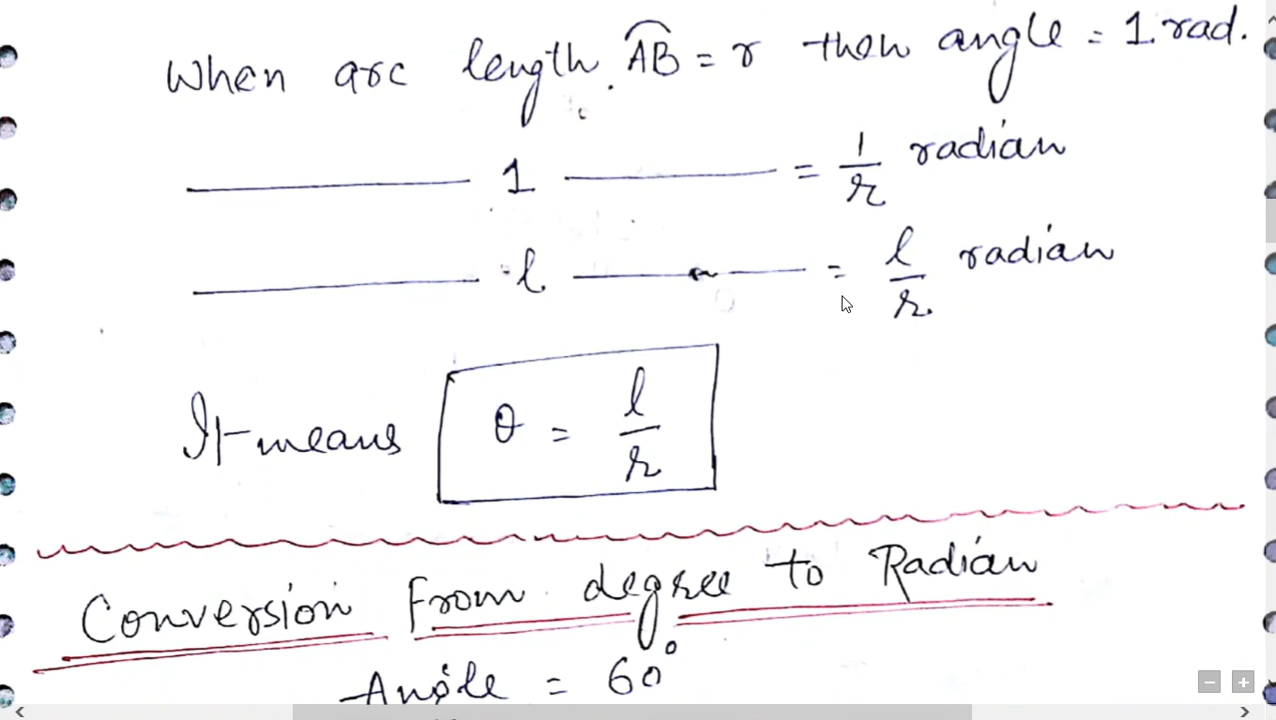 When arc length AB = r then angle = 1 rad.
1 = 1/r radian
l = l/r radian
It means θ = l/r
Conversion From degree to Radian
Angle = 60°